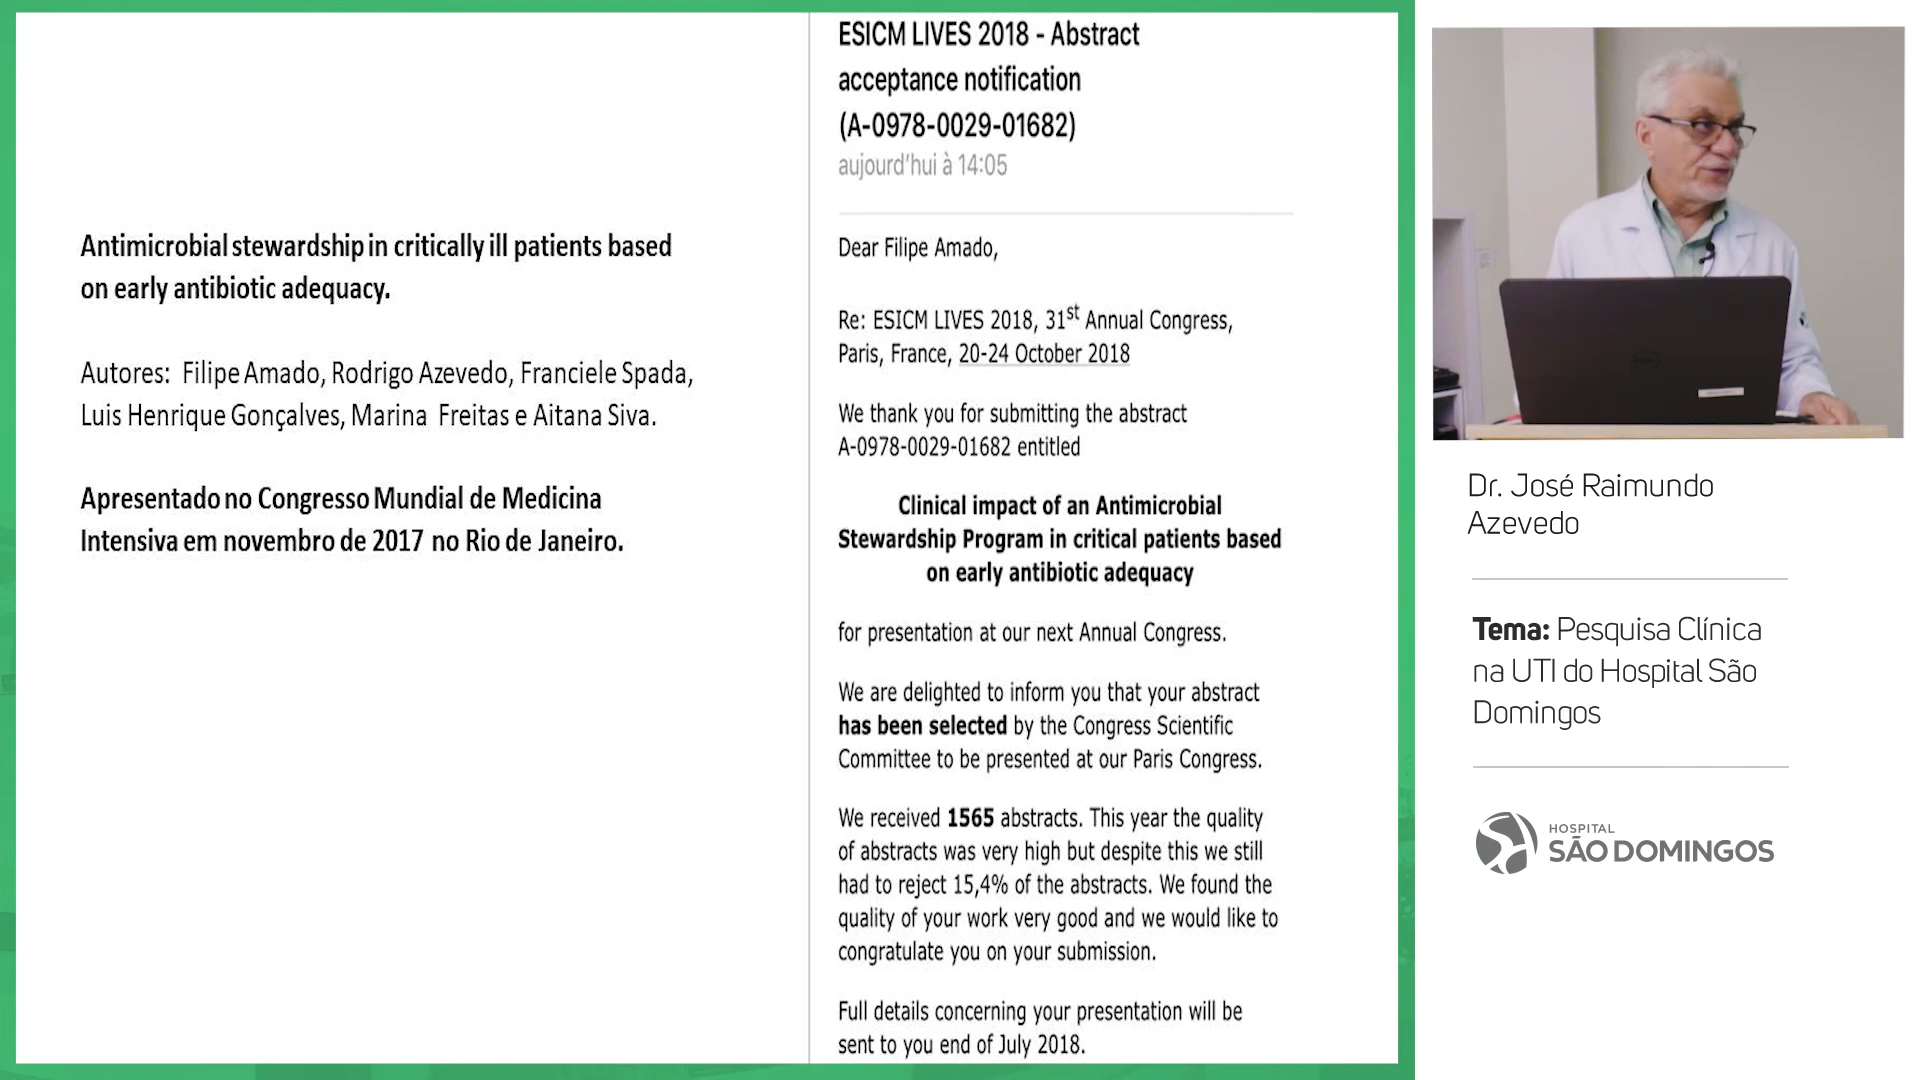 Antimicrobial stewardship in critically ill patients based
on early antibiotic adequacy.
Autores: Filipe Amado, Rodrigo Azevedo, Franciele Spada,
Luis Henrique Gonçalves, Marina Freitas e Aitana Siva.
Apresentado no Congresso Mundial de Medicina
Intensiva em novembro de 2017 no Rio de Janeiro.
ESICM LIVES 2018 - Abstract
acceptance notification
(A-0978-0029-01682)
aujourd'hui à 14:05
Dear Filipe Amado,
Re: ESICM LIVES 2018, 31st Annual Congress,
Paris, France, 20-24 October 2018
We thank you for submitting the abstract
A-0978-0029-01682 entitled
Clinical impact of an Antimicrobial
Stewardship Program in critical patients based
on early antibiotic adequacy
for presentation at our next Annual Congress.
We are delighted to inform you that your abstract
has been selected by the Congress Scientific
Committee to be presented at our Paris Congress.
We received 1565 abstracts. This year the quality
of abstracts was very high but despite this we still
had to reject 15,4% of the abstracts. We found the
quality of your work very good and we would like to
congratulate you on your submission.
Full details concerning your presentation will be
sent to you end of July 2018.
Dr. José Raimundo
Azevedo
Tema: Pesquisa Clínica
na UTI do Hospital São
Domingos
HOSPITAL
SÃO DOMINGOS